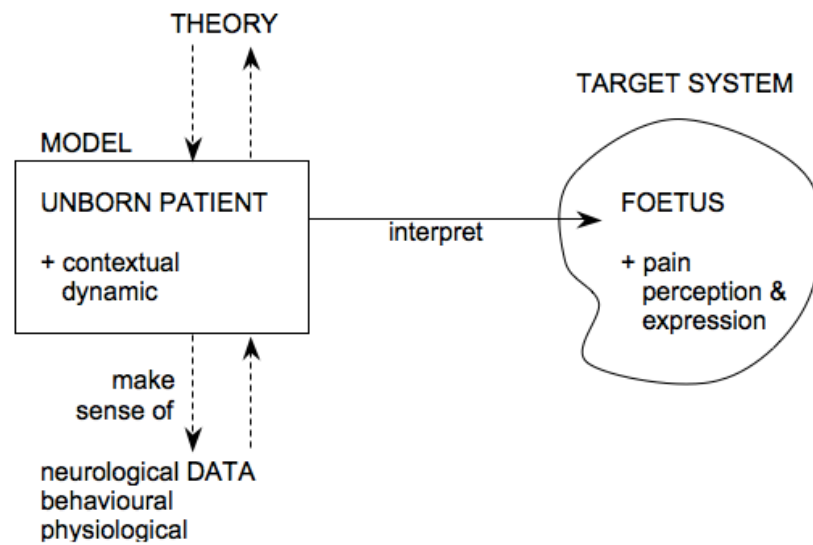 THEORY
TARGET SYSTEM
MODEL
UNBORN PATIENT
+ contextual
dynamic
interpret
FOETUS
+ pain
perception &
expression
make
sense of
neurological DATA
behavioural
physiological